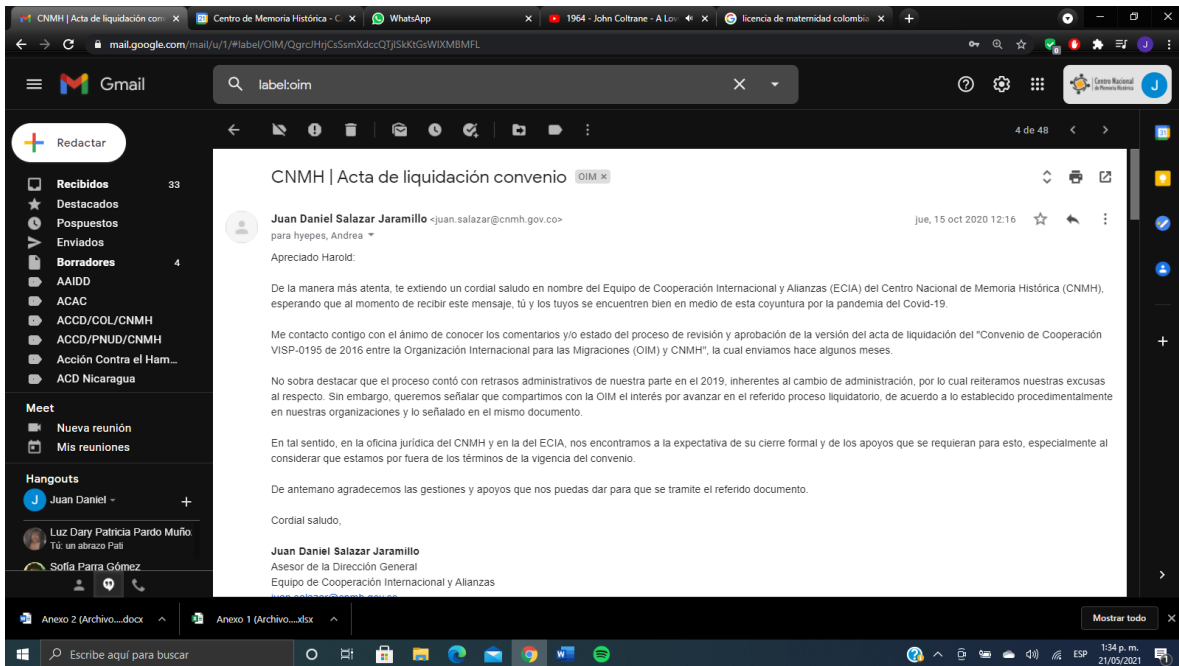 CNMH | Acta de liquidación conv
Centro de Memoria Histórica - C
WhatsApp
1964 - John Coltrane - A Lov
licencia de maternidad colombia
mail.google.com/mail/u/1/#label/OIM/QgrcJHrjCsSsmXdccQTjlSkKtGsWlXMBMFL
Gmail
label:oim
Centro Nacional
de Memoria Histórica
J
Redactar
4 de 48
Recibidos 33
Destacados
Pospuestos
Enviados
Borradores 4
AAIDD
ACAC
ACCD/COL/CNMH
ACCD/PNUD/CNMH
Acción Contra el Ham...
ACD Nicaragua
Meet
Nueva reunión
Mis reuniones
Hangouts
J Juan Daniel
Luz Dary Patricia Pardo Muño
Tú: un abrazo Pati
Sofía Parra Gómez
CNMH | Acta de liquidación convenio OIM x
Juan Daniel Salazar Jaramillo <juan.salazar@cnmh.gov.co> jue, 15 oct 2020 12:16
para hyepes, Andrea
Apreciado Harold:
De la manera más atenta, te extiendo un cordial saludo en nombre del Equipo de Cooperación Internacional y Alianzas (ECIA) del Centro Nacional de Memoria Histórica (CNMH),
esperando que al momento de recibir este mensaje, tú y los tuyos se encuentren bien en medio de esta coyuntura por la pandemia del Covid-19.
Me contacto contigo con el ánimo de conocer los comentarios y/o estado del proceso de revisión y aprobación de la versión del acta de liquidación del "Convenio de Cooperación
VISP-0195 de 2016 entre la Organización Internacional para las Migraciones (OIM) y CNMH", la cual enviamos hace algunos meses.
No sobra destacar que el proceso contó con retrasos administrativos de nuestra parte en el 2019, inherentes al cambio de administración, por lo cual reiteramos nuestras excusas
al respecto. Sin embargo, queremos señalar que compartimos con la OIM el interés por avanzar en el referido proceso liquidatorio, de acuerdo a lo establecido procedimentalmente
en nuestras organizaciones y lo señalado en el mismo documento.
En tal sentido, en la oficina jurídica del CNMH y en la del ECIA, nos encontramos a la expectativa de su cierre formal y de los apoyos que se requieran para esto, especialmente al
considerar que estamos por fuera de los términos de la vigencia del convenio.
De antemano agradecemos las gestiones y apoyos que nos puedas dar para que se tramite el referido documento.
Cordial saludo,
Juan Daniel Salazar Jaramillo
Asesor de la Dirección General
Equipo de Cooperación Internacional y Alianzas
juan.salazar@cnmh.gov.co
Anexo 2 (Archivo....docx
Anexo 1 (Archivo....xlsx
Mostrar todo
Escribe aquí para buscar
ESP
1:34 p. m.
21/05/2021